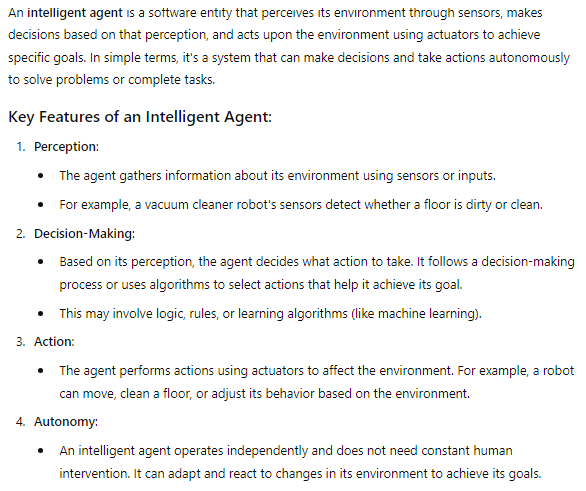 An intelligent agent is a software entity that perceives its environment through sensors, makes
decisions based on that perception, and acts upon the environment using actuators to achieve
specific goals. In simple terms, it's a system that can make decisions and take actions autonomously
to solve problems or complete tasks.
Key Features of an Intelligent Agent:
1. Perception:
• The agent gathers information about its environment using sensors or inputs.
• For example, a vacuum cleaner robot's sensors detect whether a floor is dirty or clean.
2. Decision-Making:
• Based on its perception, the agent decides what action to take. It follows a decision-making
process or uses algorithms to select actions that help it achieve its goal.
• This may involve logic, rules, or learning algorithms (like machine learning).
3. Action:
• The agent performs actions using actuators to affect the environment. For example, a robot
can move, clean a floor, or adjust its behavior based on the environment.
4. Autonomy:
• An intelligent agent operates independently and does not need constant human
intervention. It can adapt and react to changes in its environment to achieve its goals.